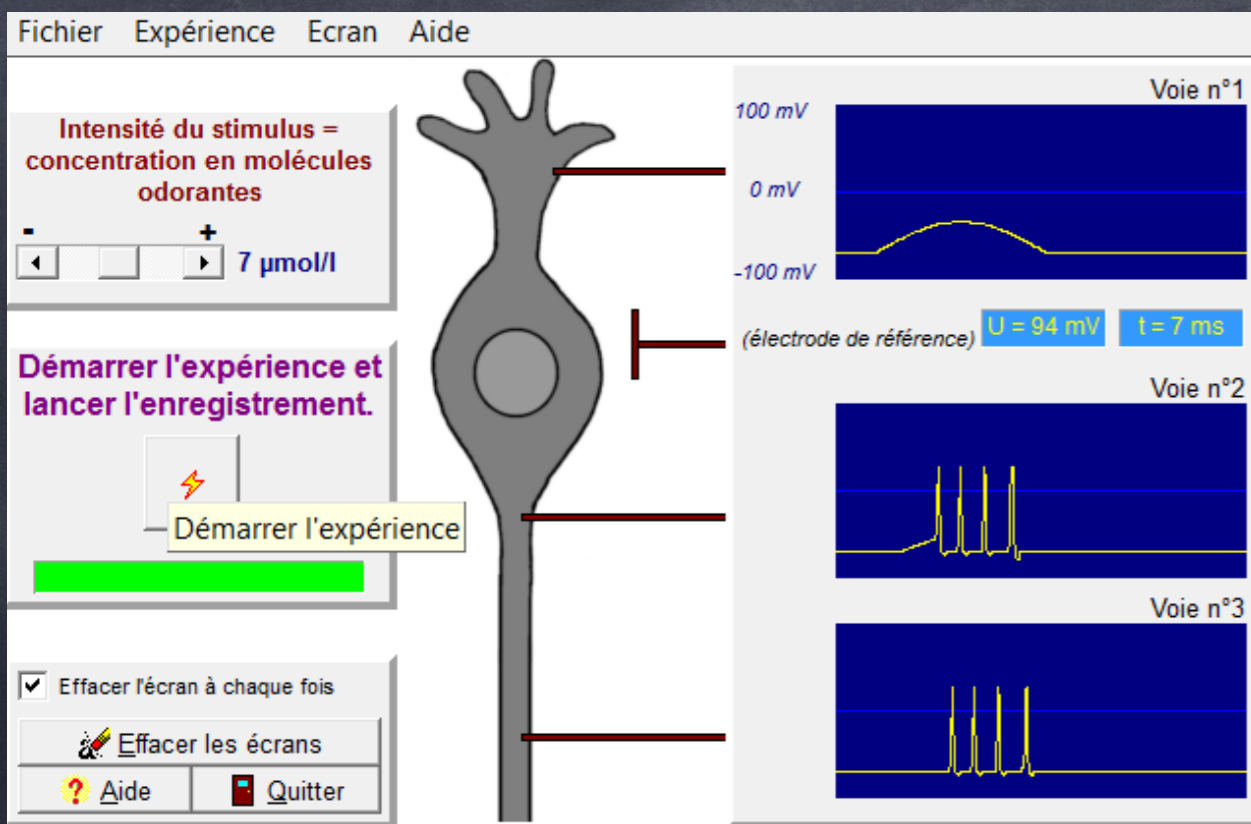 Fichier Expérience Ecran Aide
Intensité du stimulus =
concentration en molécules
odorantes
- +
7 µmol/l
Démarrer l'expérience et
lancer l'enregistrement.
Démarrer l'expérience
Effacer l'écran à chaque fois
Effacer les écrans
? Aide
Quitter
Voie n°1
100 mV
0 mV
-100 mV
(électrode de référence) U = 94 mV t = 7 ms
Voie n°2
Voie n°3